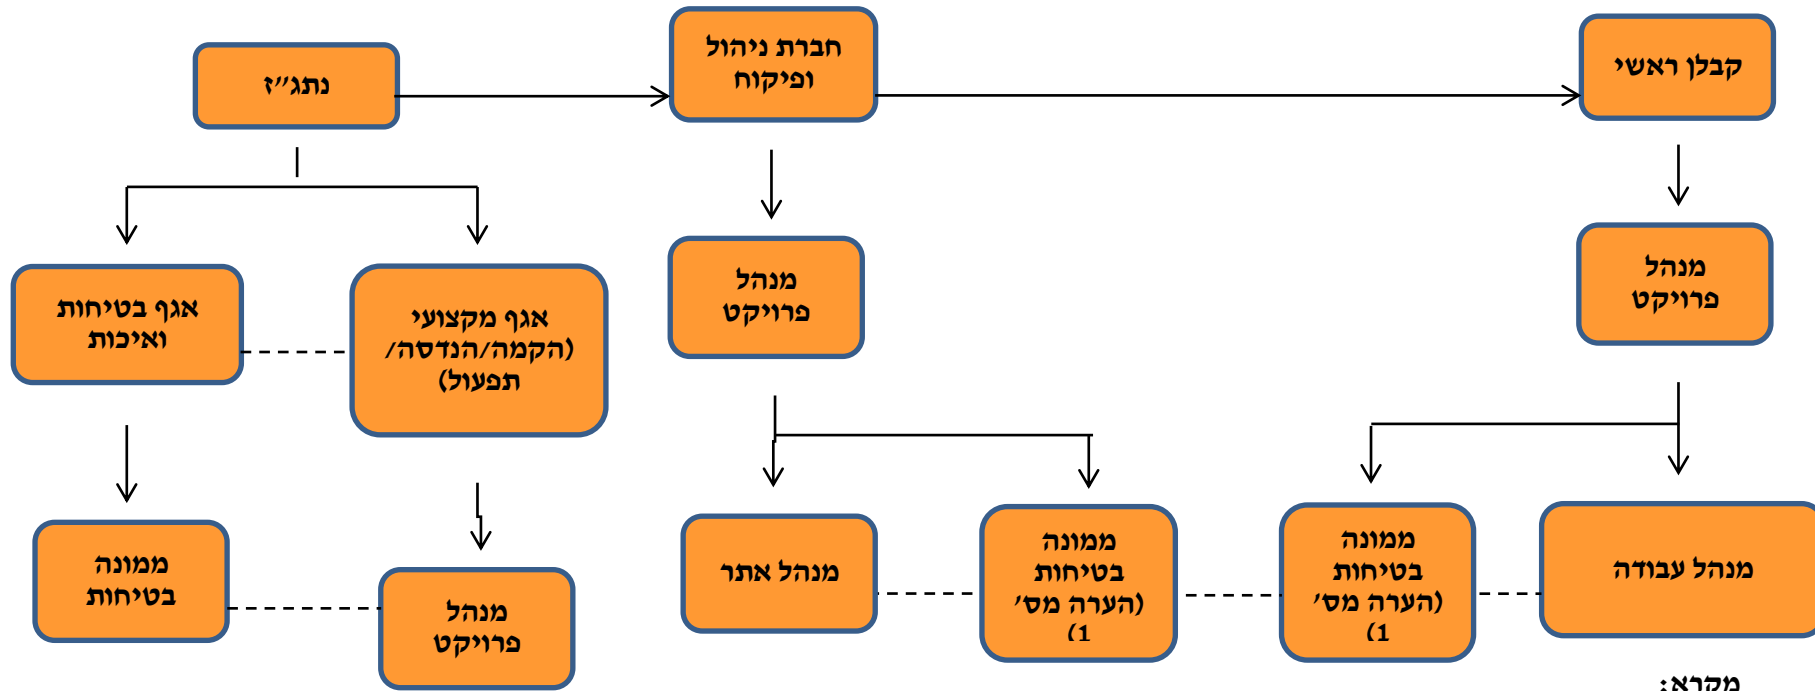 קבלן ראשי
חברת ניהול
ופיקוח
נתג״ז
מנהל
פרויקט
מנהל
פרויקט
אגף מקצועי
(הקמה/הנדסה/
תפעול)
אגף בטיחות
ואיכות
מנהל עבודה
ממונה
בטיחות
(הערה מס׳
1)
ממונה
בטיחות
(הערה מס׳
1)
מנהל אתר
מנהל
פרויקט
ממונה
בטיחות
מקרא: